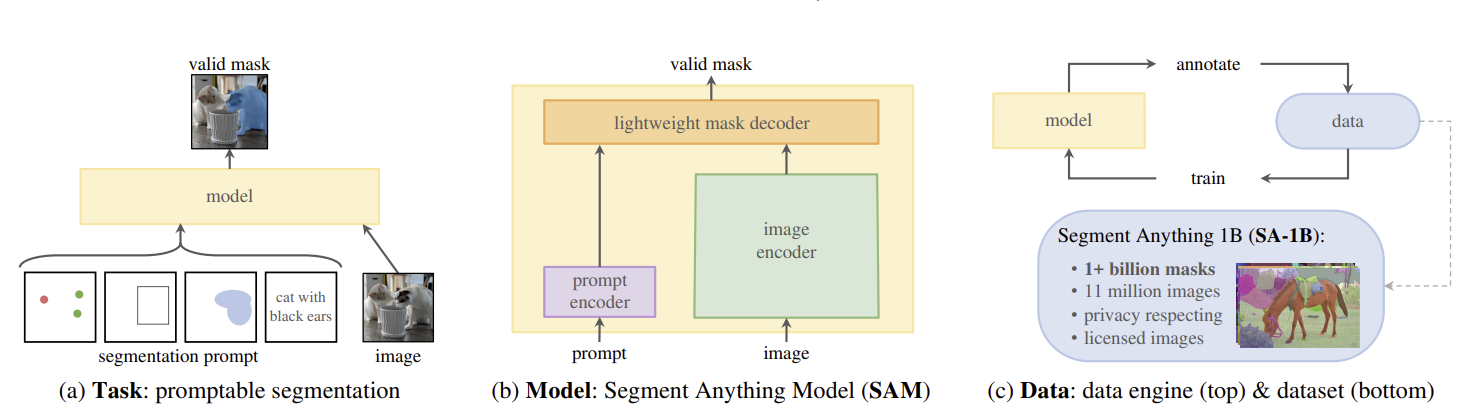 valid mask
model
cat with
black ears
segmentation prompt
image
(a) Task: promptable segmentation
valid mask
lightweight mask decoder
image
encoder
prompt
encoder
prompt
image
(b) Model: Segment Anything Model (SAM)
annotate
model
data
train
Segment Anything 1B (SA-1B):
• 1+ billion masks
• 11 million images
• privacy respecting
• licensed images
(c) Data: data engine (top) & dataset (bottom)